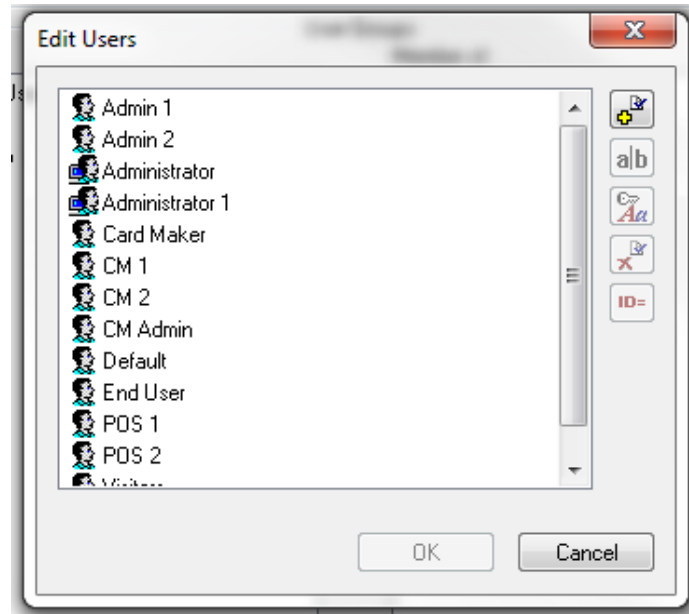 Edit Users
Admin 1
Admin 2
Administrator
Administrator 1
Card Maker
CM 1
CM 2
CM Admin
Default
End User
POS 1
POS 2
a|b
Aa
ID=
OK
Cancel